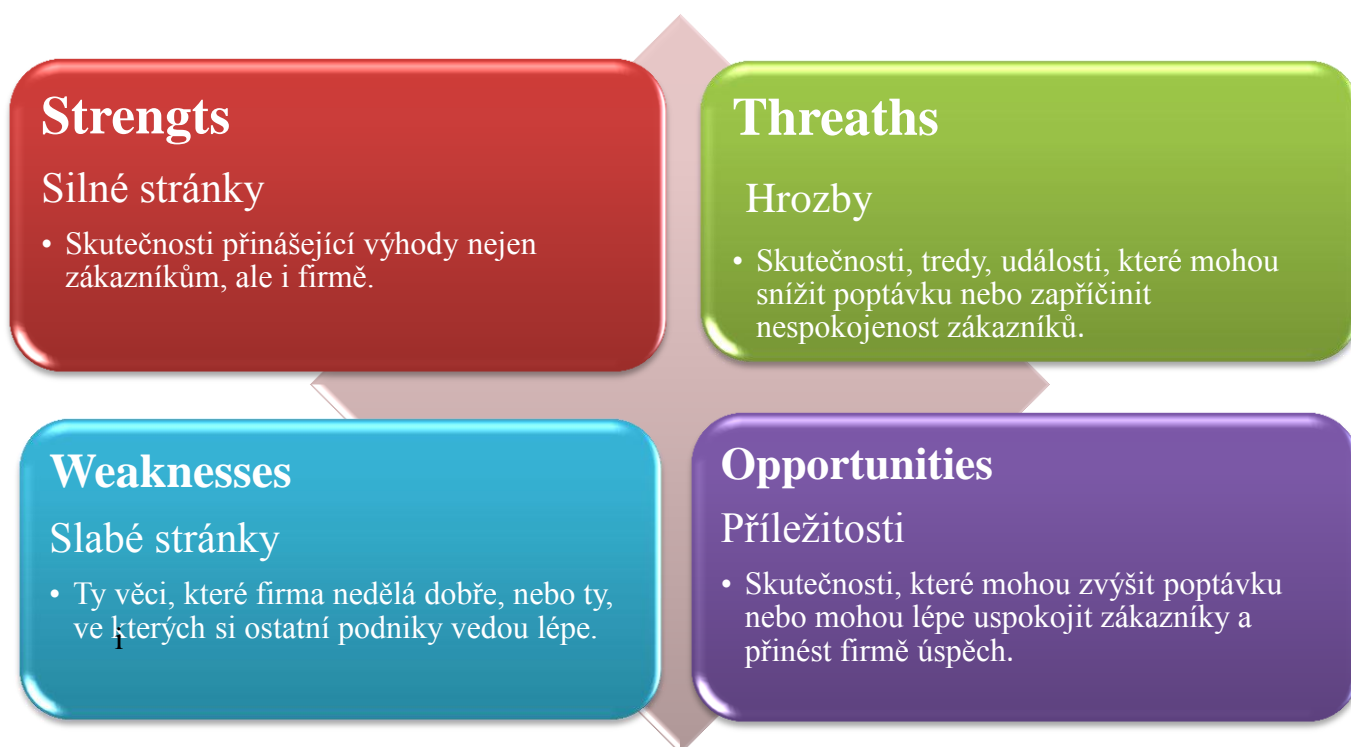 Strengts
Silné stránky
• Skutečnosti přinášející výhody nejen
zákazníkům, ale i firmě.
Threaths
Hrozby
• Skutečnosti, tredy, události, které mohou
snížit poptávku nebo zapříčinit
nespokojenost zákazníků.
Weaknesses
Slabé stránky
• Ty věci, které firma nedělá dobře, nebo ty,
ve kterých si ostatní podniky vedou lépe.
i
Opportunities
Příležitosti
• Skutečnosti, které mohou zvýšit poptávku
nebo mohou lépe uspokojit zákazníky a
přinést firmě úspěch.